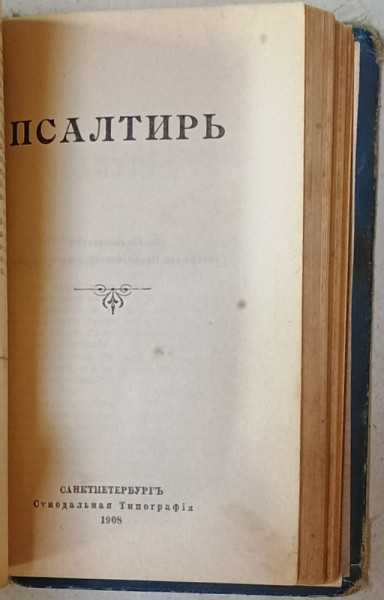 ПСАЛТИРЬ
САНКТПЕТЕРБУРГЪ
Сѵнодальная Типографія
1908